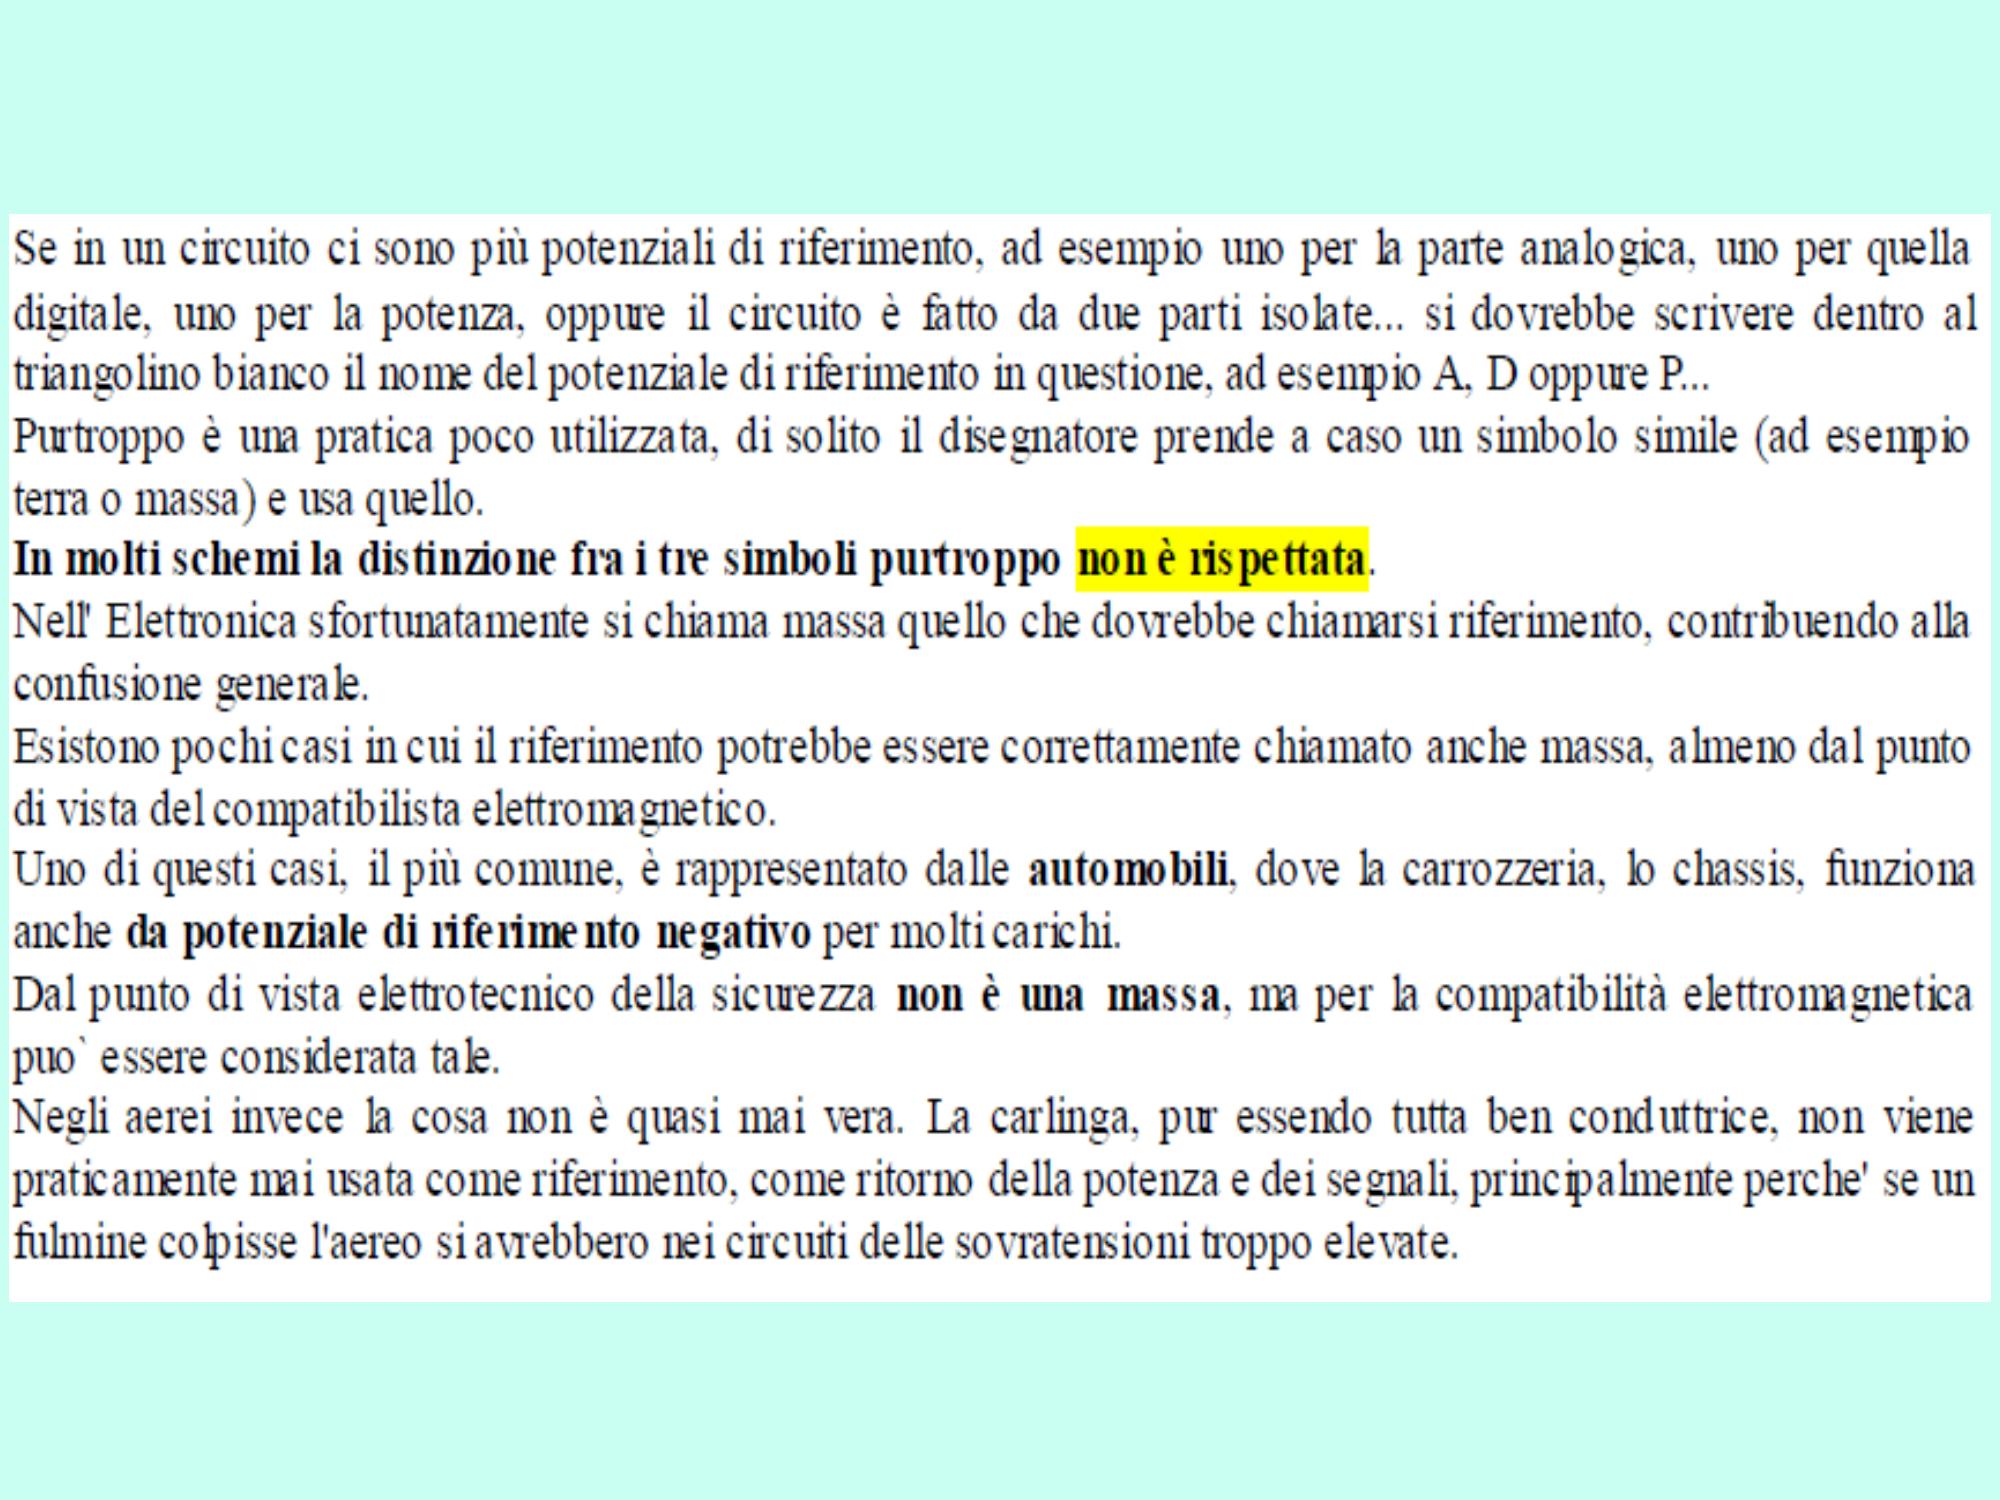 Se in un circuito ci sono più potenziali di riferimento, ad esempio uno per la parte analogica, uno per quella
digitale, uno per la potenza, oppure il circuito è fatto da due parti isolate... si dovrebbe scrivere dentro al
triangolino bianco il nome del potenziale di riferimento in questione, ad esempio A, D oppure P...
Purtroppo è una pratica poco utilizzata, di solito il disegnatore prende a caso un simbolo simile (ad esempio
terra o massa) e usa quello.
In molti schemi la distinzione fra i tre simboli purtroppo non è rispettata.
Nell' Elettronica sfortunatamente si chiama massa quello che dovrebbe chiamarsi riferimento, contribuendo alla
confusione generale.
Esistono pochi casi in cui il riferimento potrebbe essere correttamente chiamato anche massa, almeno dal punto
di vista del compatibilista elettromagnetico.
Uno di questi casi, il più comune, è rappresentato dalle automobili, dove la carrozzeria, lo chassis, funziona
anche da potenziale di riferimento negativo per molti carichi.
Dal punto di vista elettrotecnico della sicurezza non è una massa, ma per la compatibilità elettromagnetica
puo` essere considerata tale.
Negli aerei invece la cosa non è quasi mai vera. La carlinga, pur essendo tutta ben conduttrice, non viene
praticamente mai usata come riferimento, come ritorno della potenza e dei segnali, principalmente perche' se un
fulmine colpisse l'aereo si avrebbero nei circuiti delle sovratensioni troppo elevate.